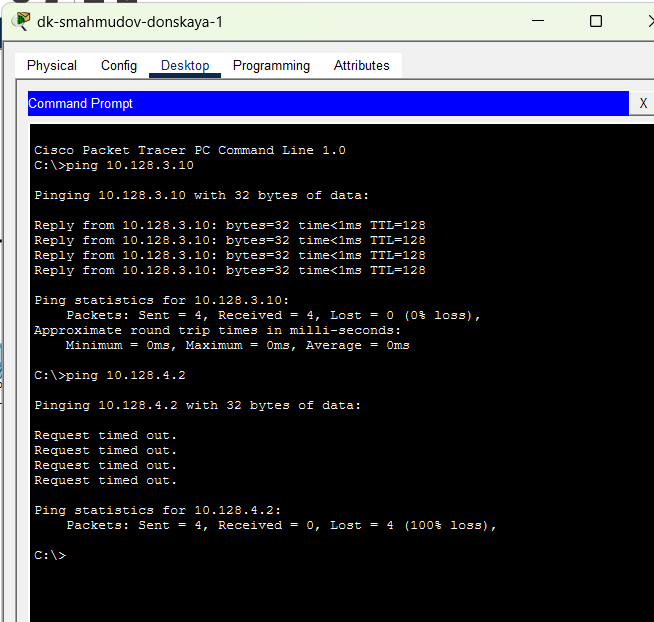 dk-smahmudov-donskaya-1
Physical Config Desktop Programming Attributes
Command Prompt X
Cisco Packet Tracer PC Command Line 1.0
C:\>ping 10.128.3.10
Pinging 10.128.3.10 with 32 bytes of data:
Reply from 10.128.3.10: bytes=32 time<1ms TTL=128
Reply from 10.128.3.10: bytes=32 time<1ms TTL=128
Reply from 10.128.3.10: bytes=32 time<1ms TTL=128
Reply from 10.128.3.10: bytes=32 time<1ms TTL=128
Ping statistics for 10.128.3.10:
Packets: Sent = 4, Received = 4, Lost = 0 (0% loss),
Approximate round trip times in milli-seconds:
Minimum = 0ms, Maximum = 0ms, Average = 0ms
C:\>ping 10.128.4.2
Pinging 10.128.4.2 with 32 bytes of data:
Request timed out.
Request timed out.
Request timed out.
Request timed out.
Ping statistics for 10.128.4.2:
Packets: Sent = 4, Received = 0, Lost = 4 (100% loss),
C:\>